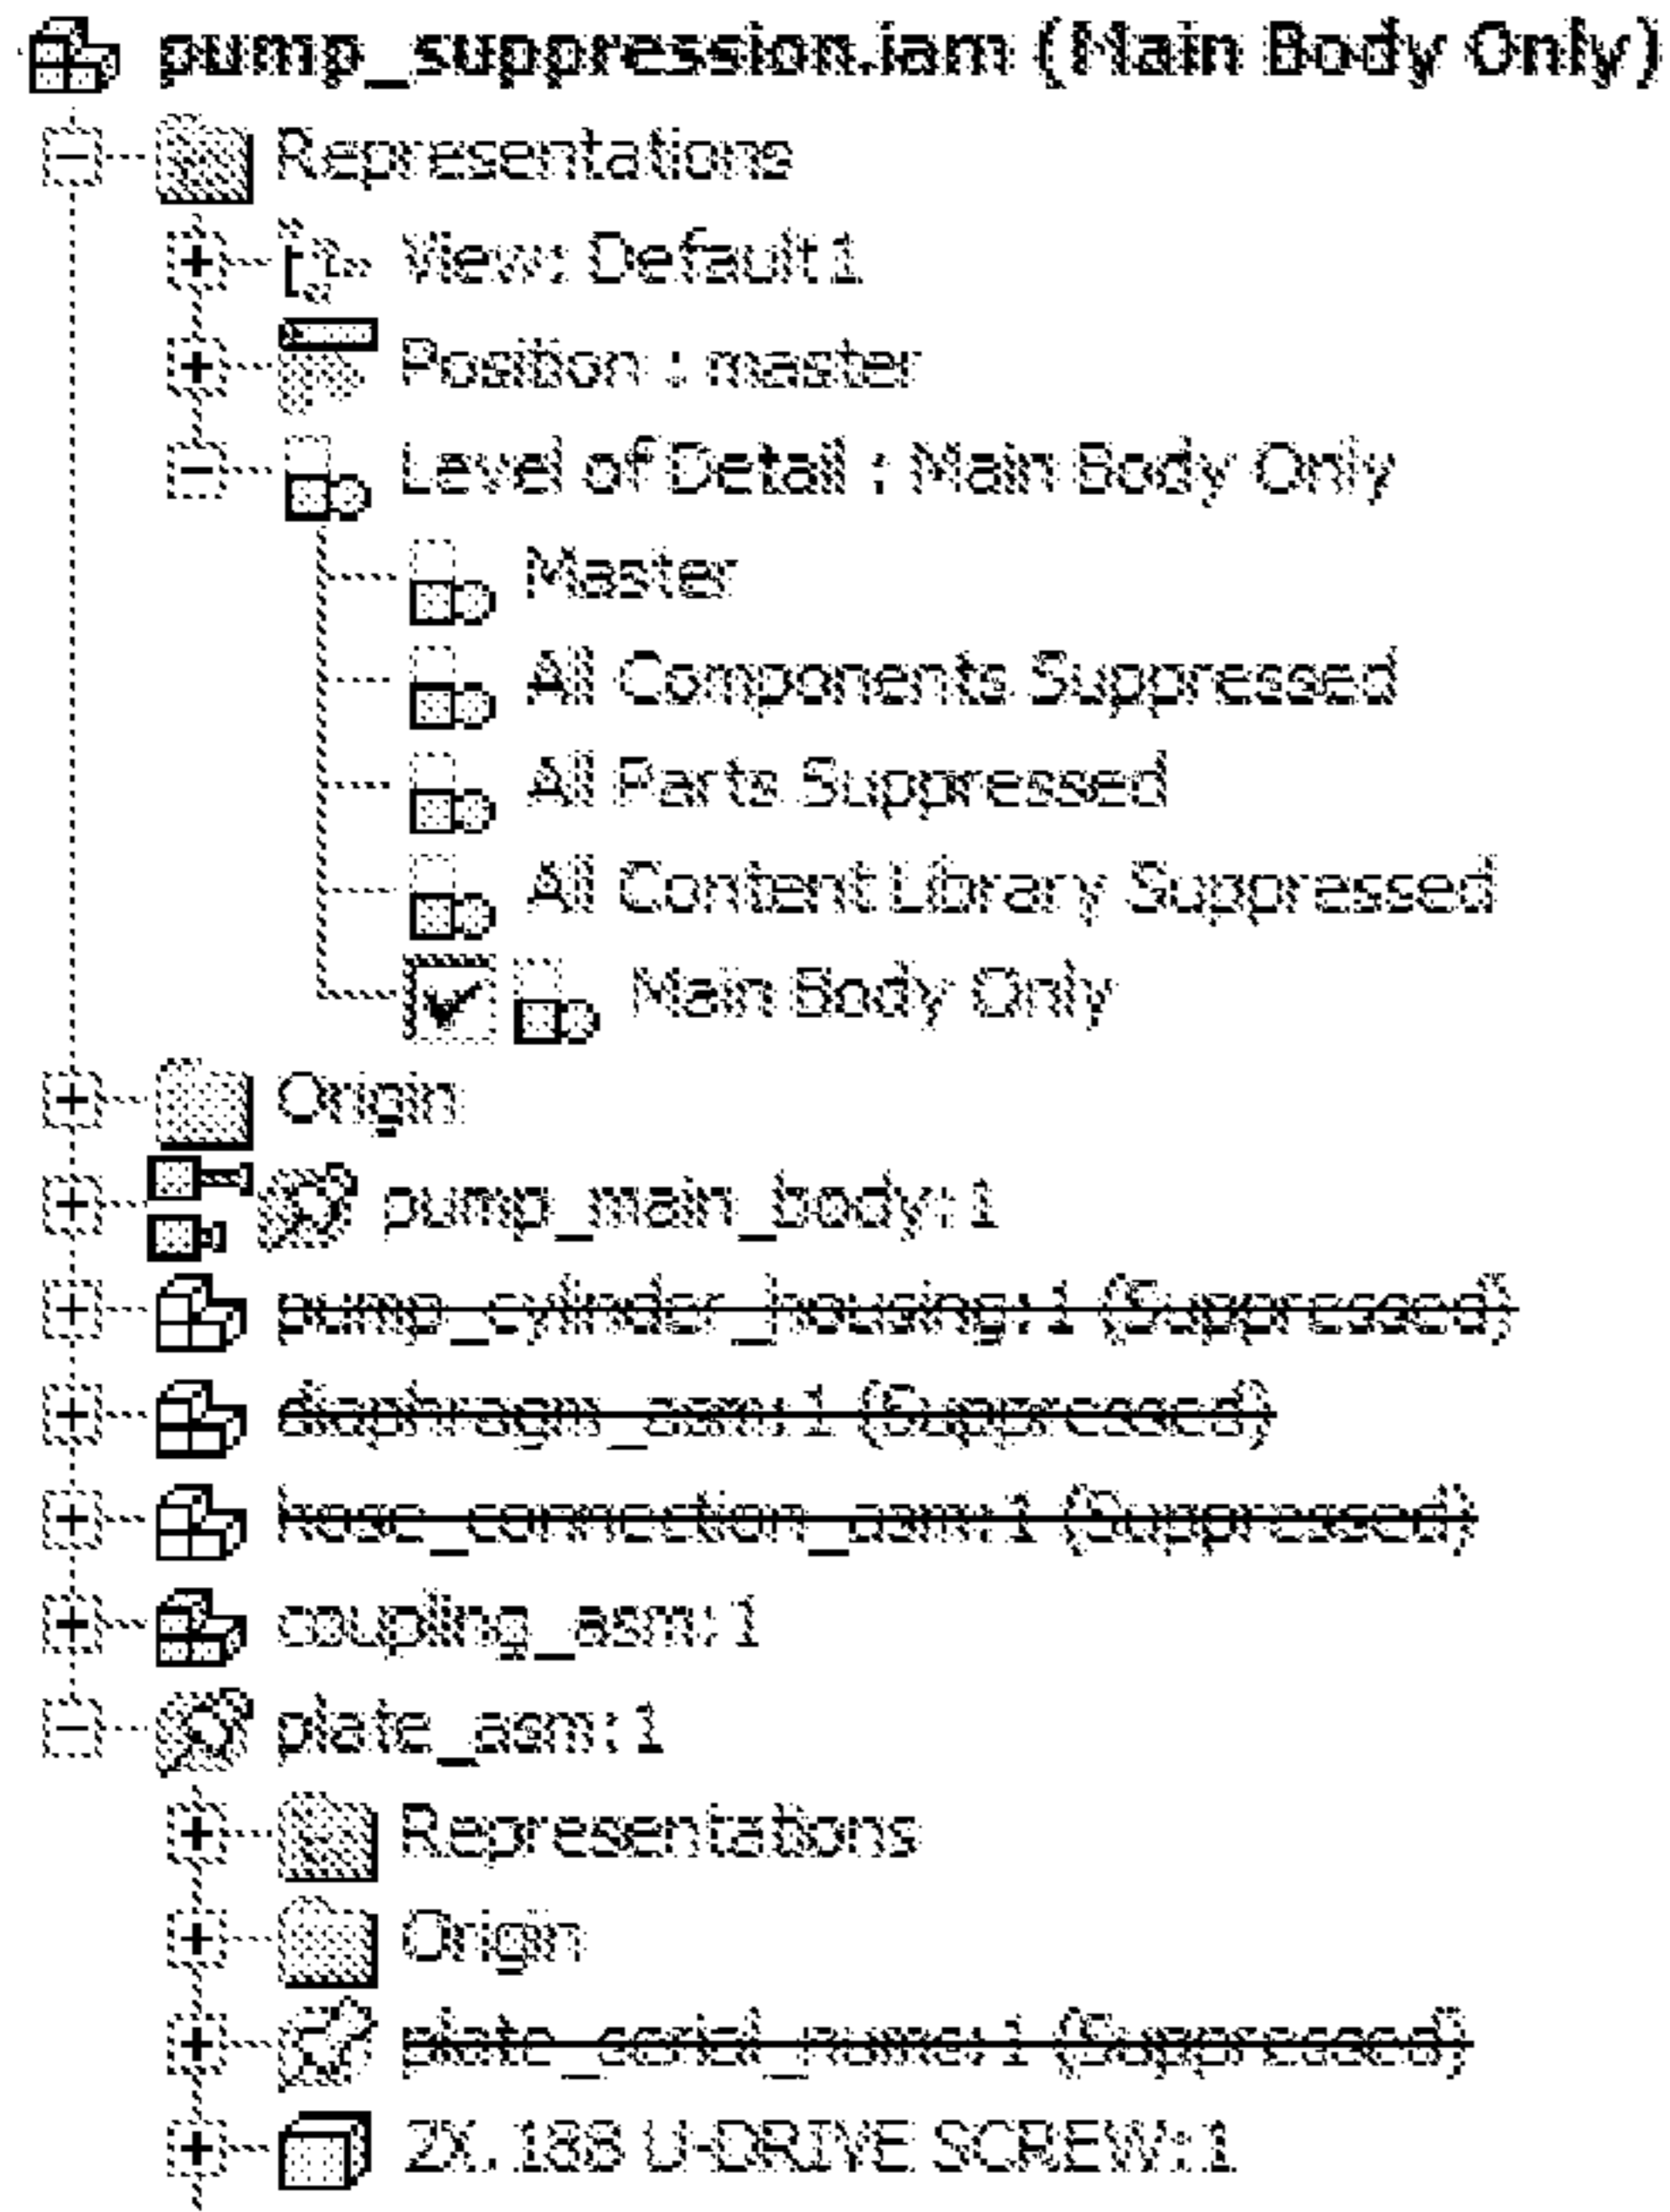 pump_suppression.iam (Main Body Only)
Representations
View: Default1
Position : master
Level of Detail : Main Body Only
Master
All Components Suppressed
All Parts Suppressed
All Content Library Suppressed
Main Body Only
Origin
pump_main_body:1
pump_cylinder_housing:1 (Suppressed)
diaphragm_asm:1 (Suppressed)
hose_connection_asm:1 (Suppressed)
coupling_asm:1
plate_asm:1
Representations
Origin
plate_serial_name:1 (Suppressed)
2X .188 U-DRIVE SCREW:1